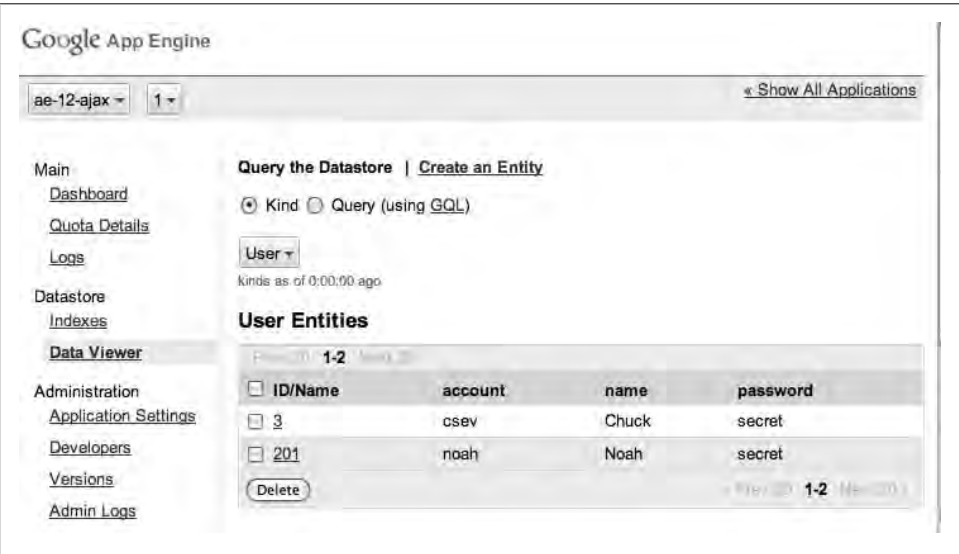 Google App Engine
ae-12-ajax 1
« Show All Applications
Main
Dashboard
Quota Details
Logs
Datastore
Indexes
Data Viewer
Administration
Application Settings
Developers
Versions
Admin Logs
Query the Datastore | Create an Entity
Kind Query (using GQL)
User
kinds as of 0:00:00 ago
User Entities
1-2
ID/Name account name password
3 csev Chuck secret
201 noah Noah secret
Delete
1-2